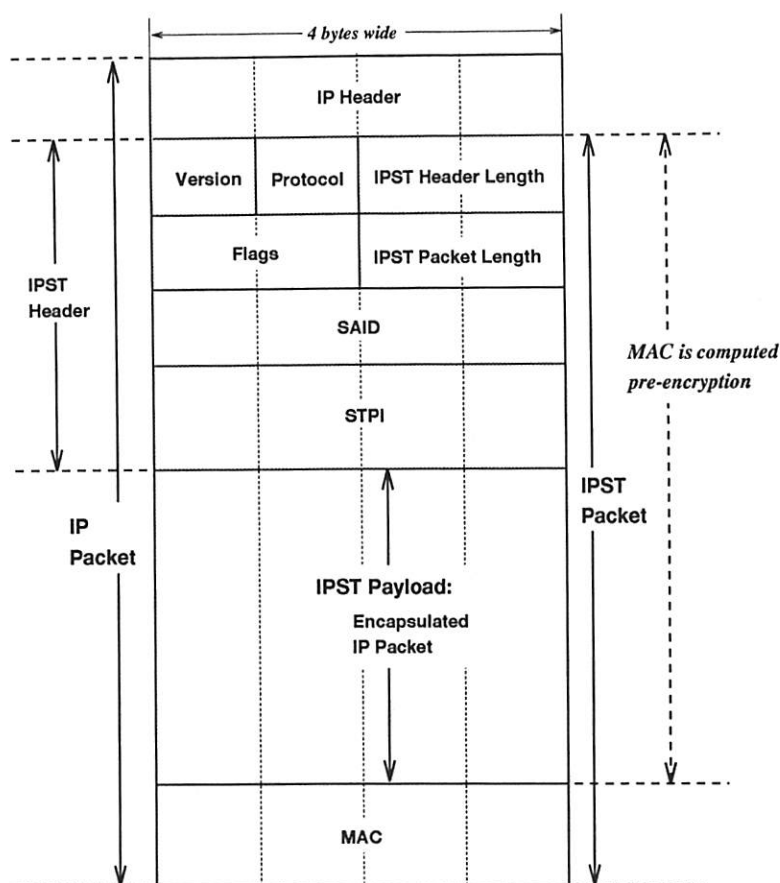 4 bytes wide
IP Header
Version
Protocol
IPST Header Length
Flags
IPST Packet Length
IPST
Header
SAID
MAC is computed
pre-encryption
STPI
IP
Packet
IPST
Packet
IPST Payload:
Encapsulated
IP Packet
MAC